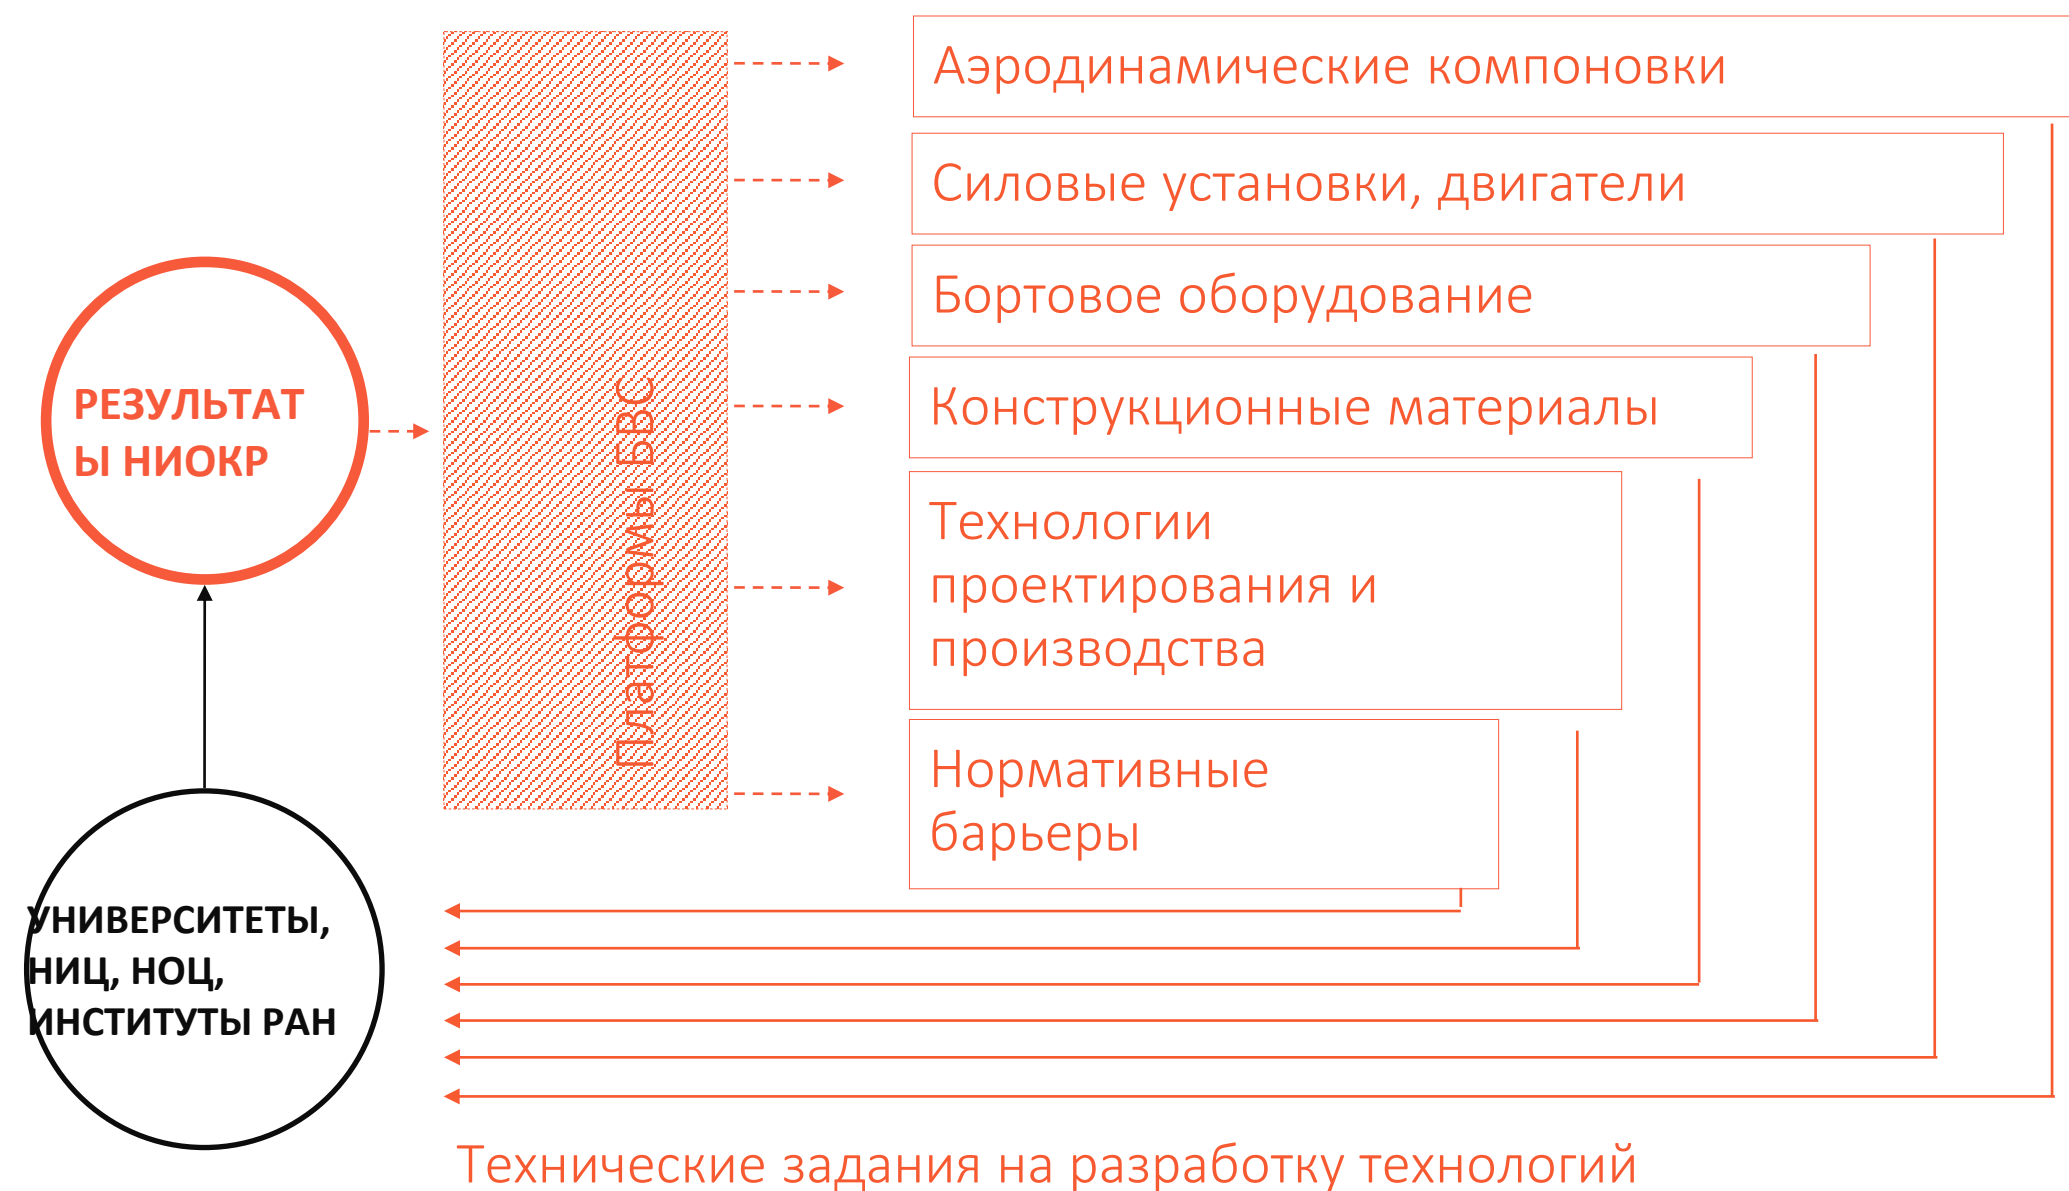 Аэродинамические компоновки
Силовые установки, двигатели
Бортовое оборудование
Конструкционные материалы
Технологии
проектирования и
производства
Нормативные
барьеры
Платформы БВС
РЕЗУЛЬТАТ
Ы НИОКР
УНИВЕРСИТЕТЫ,
НИЦ, НОЦ,
ИНСТИТУТЫ РАН
Технические задания на разработку технологий